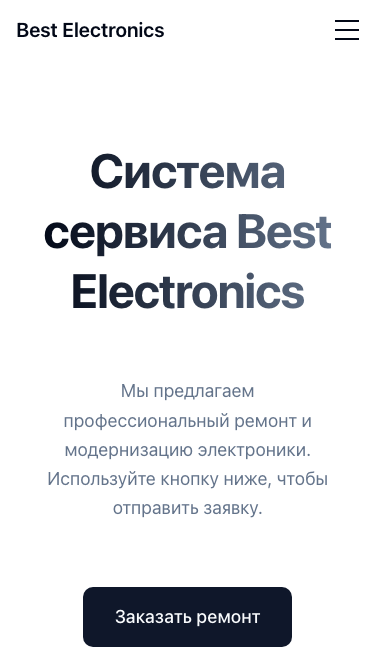 Best Electronics
Система
сервиса Best
Electronics
Мы предлагаем
профессиональный ремонт и
модернизацию электроники.
Используйте кнопку ниже, чтобы
отправить заявку.
Заказать ремонт